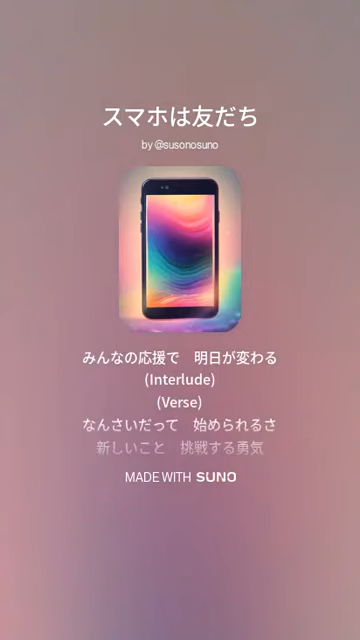 スマホは友だち
by @susonosuno
みんなの応援で　明日が変わる
(Interlude)
(Verse)
なんさいだって　始められるさ
新しいこと　挑戦する勇気
MADE WITH SUNO